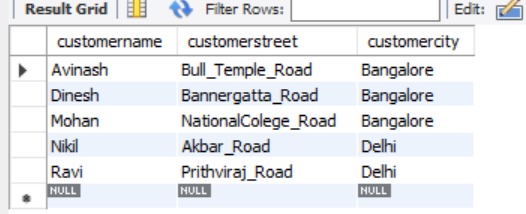 Result Grid Filter Rows: Edit:
customername customerstreet customercity
Avinash Bull_Temple_Road Bangalore
Dinesh Bannergatta_Road Bangalore
Mohan NationalColege_Road Bangalore
Nikil Akbar_Road Delhi
Ravi Prithviraj_Road Delhi
NULL NULL NULL